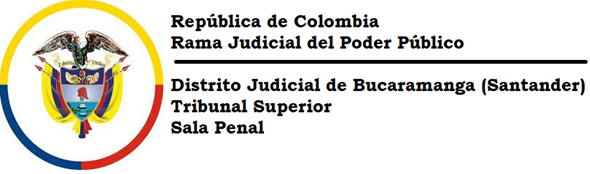 República de Colombia
Rama Judicial del Poder Público
Distrito Judicial de Bucaramanga (Santander)
Tribunal Superior
Sala Penal